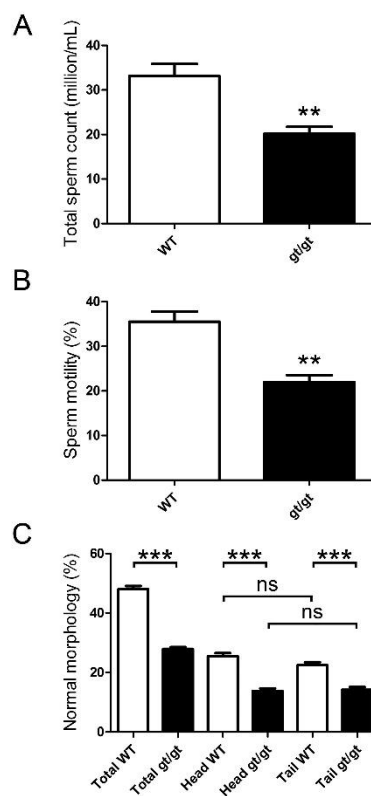 A
Total sperm count (million/mL)
40
30
20
10
0
**
WT
gt/gt
B
Sperm motility (%)
40
30
20
10
0
**
WT
gt/gt
C
Normal morphology (%)
60
40
20
0
*** *** ***
ns
ns
Total WT
Total gt/gt
Head WT
Head gt/gt
Tail WT
Tail gt/gt